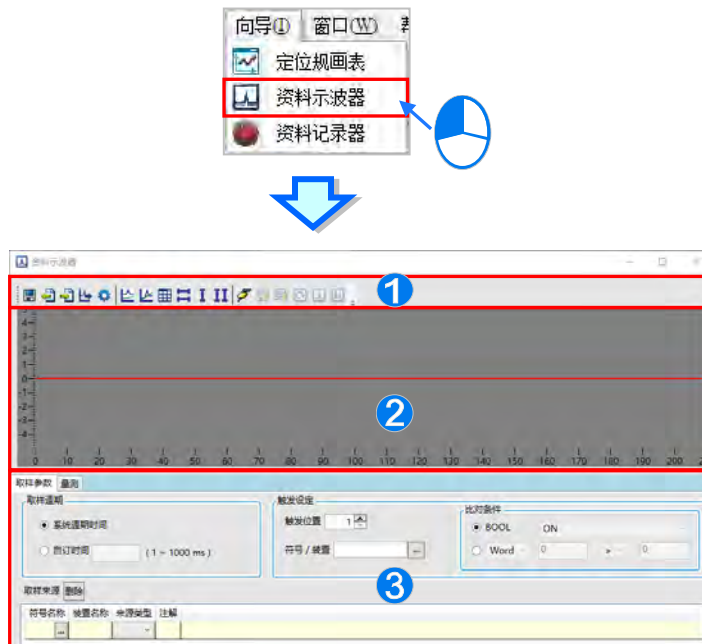 向导(I) 窗口(W)
定位规画表
资料示波器
资料记录器
资料示波器
1
4
3
2
1
0
-1
-2
-3
-4
2
0 10 20 30 40 50 60 70 80 90 100 110 120 130 140 150 160 170 180 190 200
取样参数 量测
取样周期
系统周期时间
自订时间 ( 1 ~ 1000 ms )
触发设定
触发位置 1
符号 / 装置 ...
比对条件
BOOL ON
Word 0 > 0
3
取样来源 删除
符号名称 装置名称 来源类型 注解
...